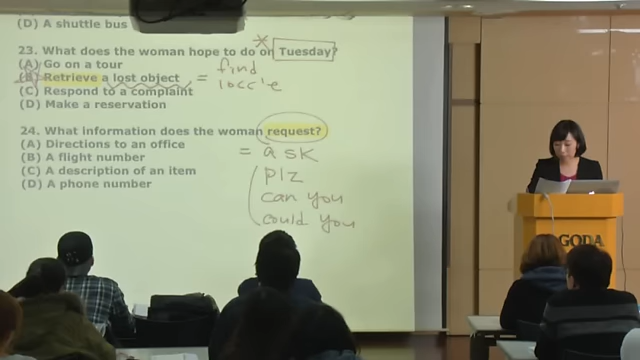 (D) A shuttle bus
23. What does the woman hope to do on Tuesday?
(A) Go on a tour
(B) Retrieve a lost object = find
(C) Respond to a complaint
(D) Make a reservation
24. What information does the woman request?
(A) Directions to an office = ask
(B) A flight number plz
(C) A description of an item can you
(D) A phone number could you
GODA